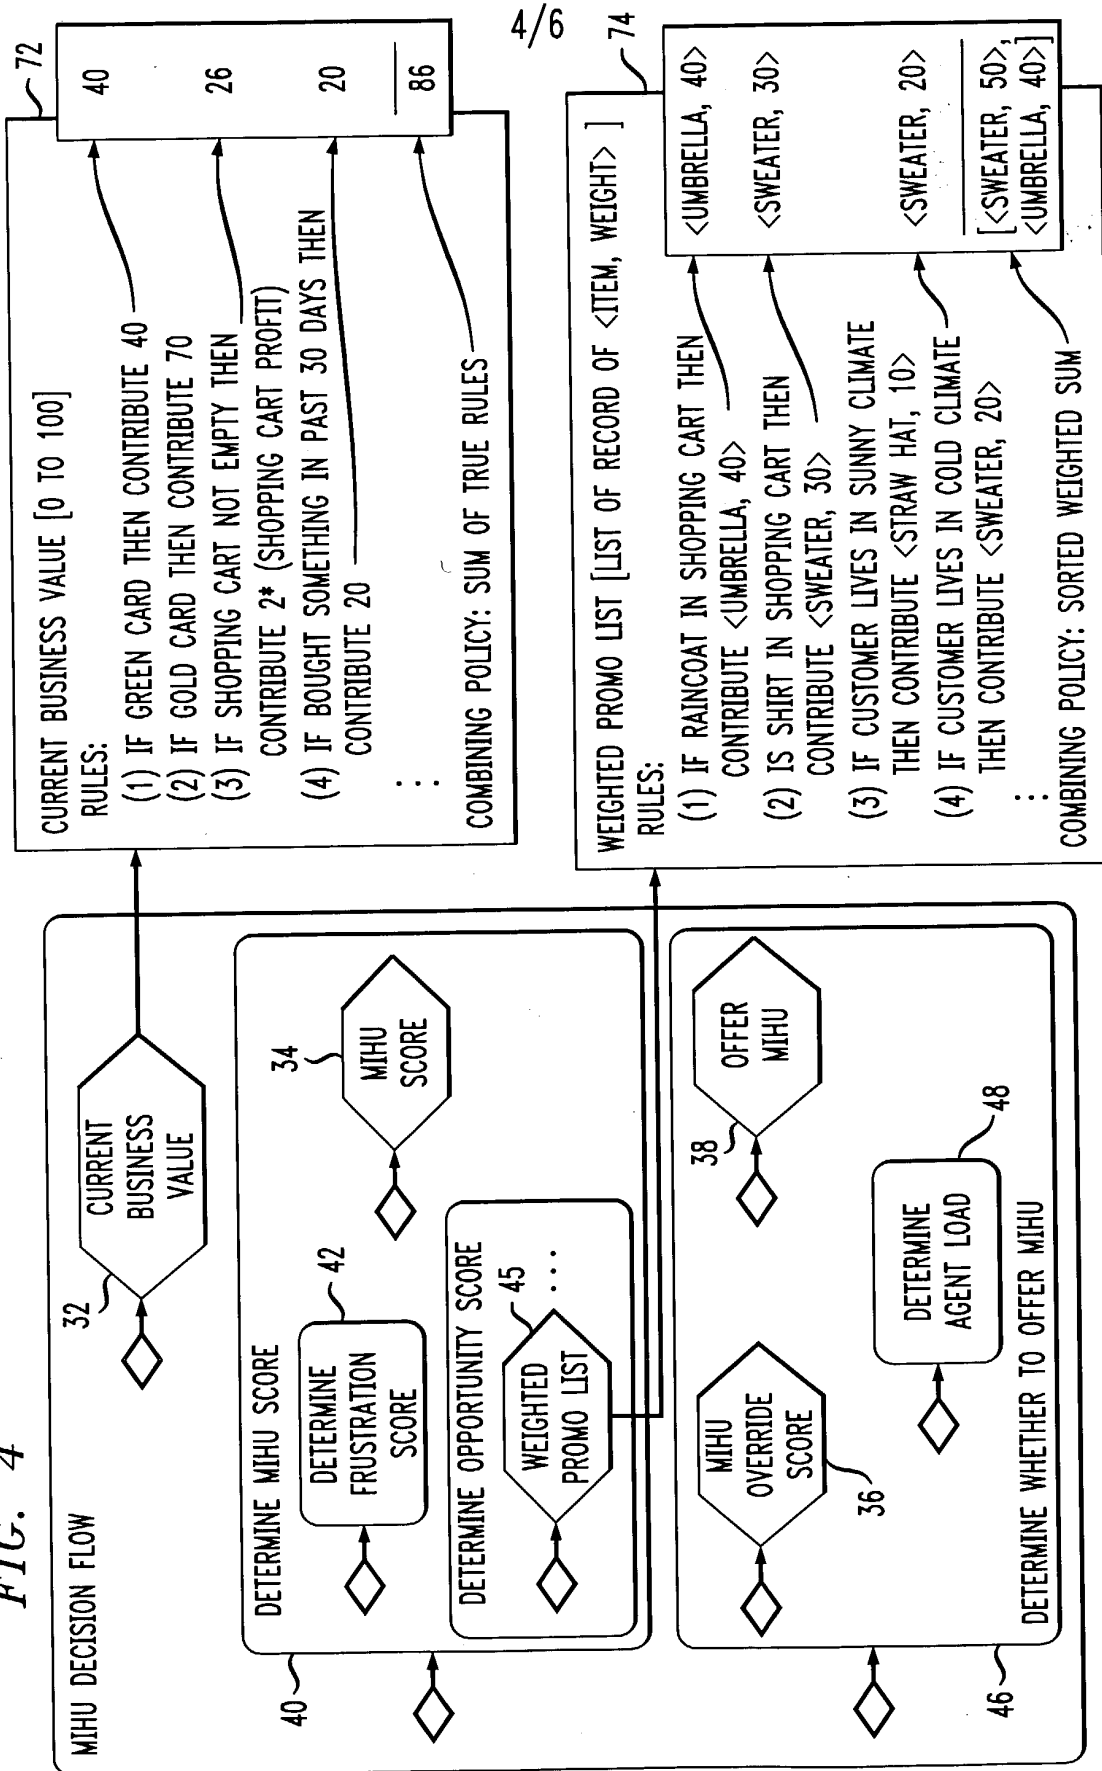 4/6
FIG. 4
MIHU DECISION FLOW
32
CURRENT
BUSINESS
VALUE
DETERMINE MIHU SCORE
40
42
DETERMINE
FRUSTRATION
SCORE
34
MIHU
SCORE
DETERMINE OPPORTUNITY SCORE
45
WEIGHTED
PROMO LIST
...
MIHU
OVERRIDE
SCORE
36
38
OFFER
MIHU
48
DETERMINE
AGENT LOAD
DETERMINE WHETHER TO OFFER MIHU
46
72
CURRENT BUSINESS VALUE [0 TO 100]
RULES:
(1) IF GREEN CARD THEN CONTRIBUTE 40
(2) IF GOLD CARD THEN CONTRIBUTE 70
(3) IF SHOPPING CART NOT EMPTY THEN
CONTRIBUTE 2* (SHOPPING CART PROFIT)
(4) IF BOUGHT SOMETHING IN PAST 30 DAYS THEN
CONTRIBUTE 20
...
COMBINING POLICY: SUM OF TRUE RULES
40
26
20
86
74
WEIGHTED PROMO LIST [LIST OF RECORD OF <ITEM, WEIGHT> ]
RULES:
(1) IF RAINCOAT IN SHOPPING CART THEN
CONTRIBUTE <UMBRELLA, 40>
(2) IS SHIRT IN SHOPPING CART THEN
CONTRIBUTE <SWEATER, 30>
(3) IF CUSTOMER LIVES IN SUNNY CLIMATE
THEN CONTRIBUTE <STRAW HAT, 10>
(4) IF CUSTOMER LIVES IN COLD CLIMATE
THEN CONTRIBUTE <SWEATER, 20>
...
COMBINING POLICY: SORTED WEIGHTED SUM
<UMBRELLA, 40>
<SWEATER, 30>
<SWEATER, 20>
[<SWEATER, 50>,
<UMBRELLA, 40>]